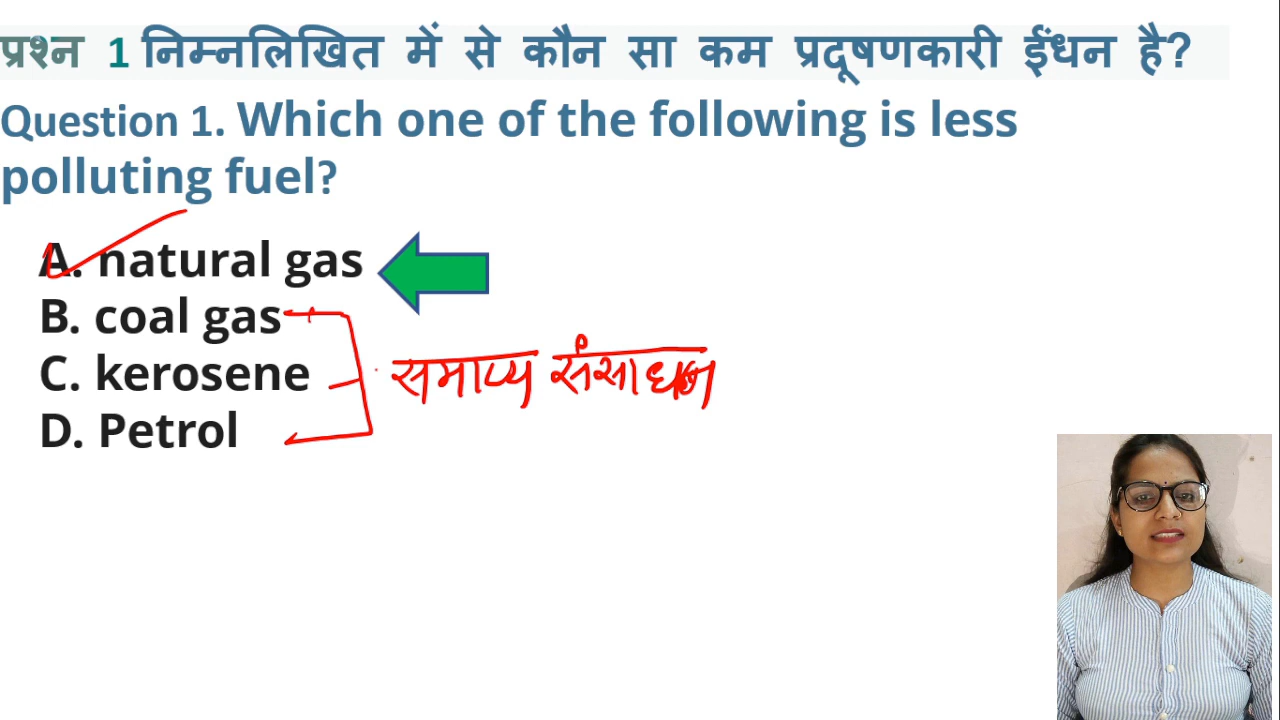 प्रश्न 1 निम्नलिखित में से कौन सा कम प्रदूषणकारी ईंधन है?
Question 1. Which one of the following is less
polluting fuel?
A. natural gas
B. coal gas
C. kerosene
समाप्य संसाधन
D. Petrol